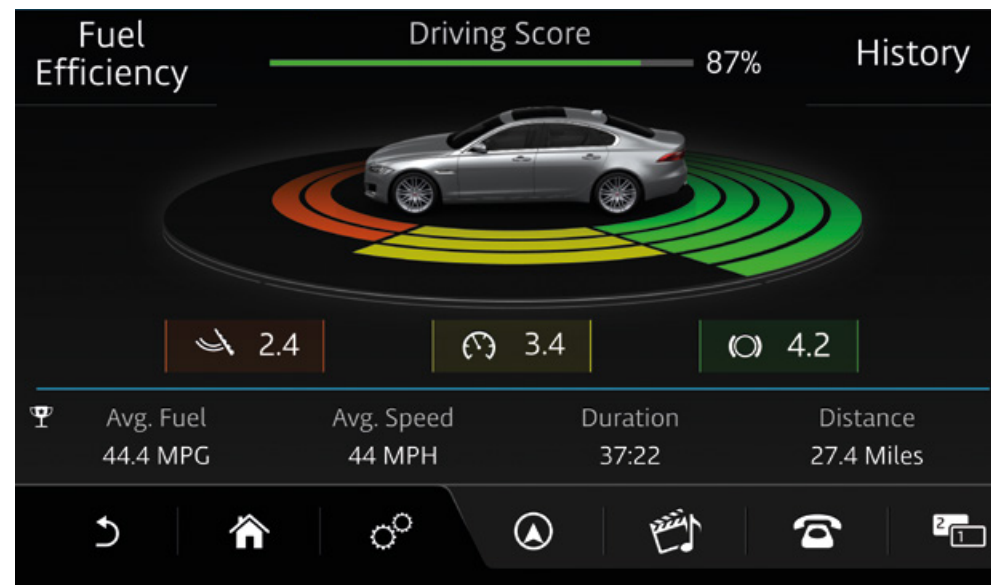 Fuel
Efficiency
Driving Score
87%
History
2.4
3.4
4.2
Avg. Fuel
Avg. Speed
Duration
Distance
44.4 MPG
44 MPH
37:22
27.4 Miles
2
1